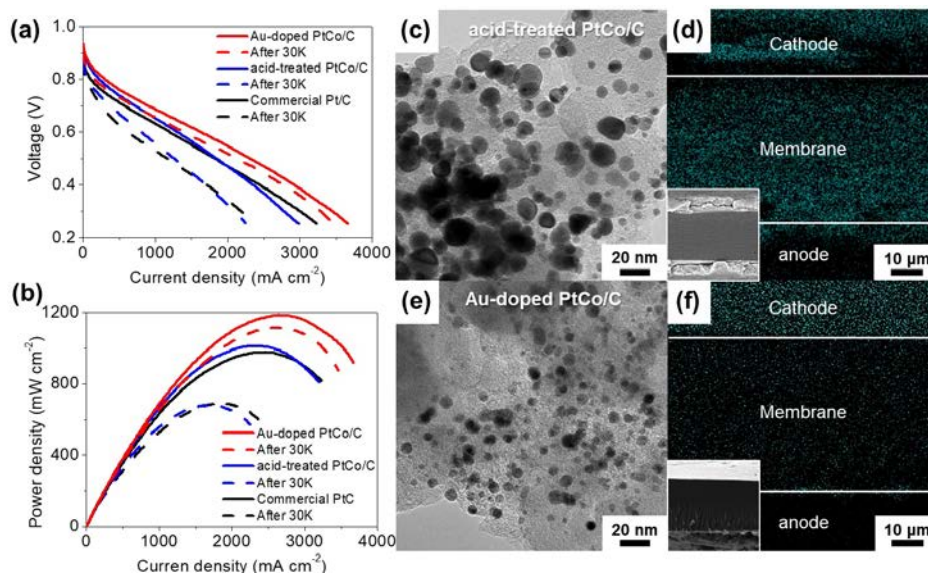 (a)
1.0
0.8
0.6
0.4
0.2
Voltage (V)
Au-doped PtCo/C
After 30K
acid-treated PtCo/C
After 30K
Commercial Pt/C
After 30K
0 1000 2000 3000 4000
Current density (mA cm⁻²)
(b)
1200
800
400
0
Power density (mW cm⁻²)
Au-doped PtCo/C
After 30K
acid-treated PtCo/C
After 30K
Commercial PtC
After 30K
0 1000 2000 3000 4000
Curren density (mA cm⁻²)
(c) acid-treated PtCo/C
20 nm
(d) Cathode
Membrane
anode
10 µm
(e) Au-doped PtCo/C
20 nm
Cathode (f)
Membrane
anode
10 µm